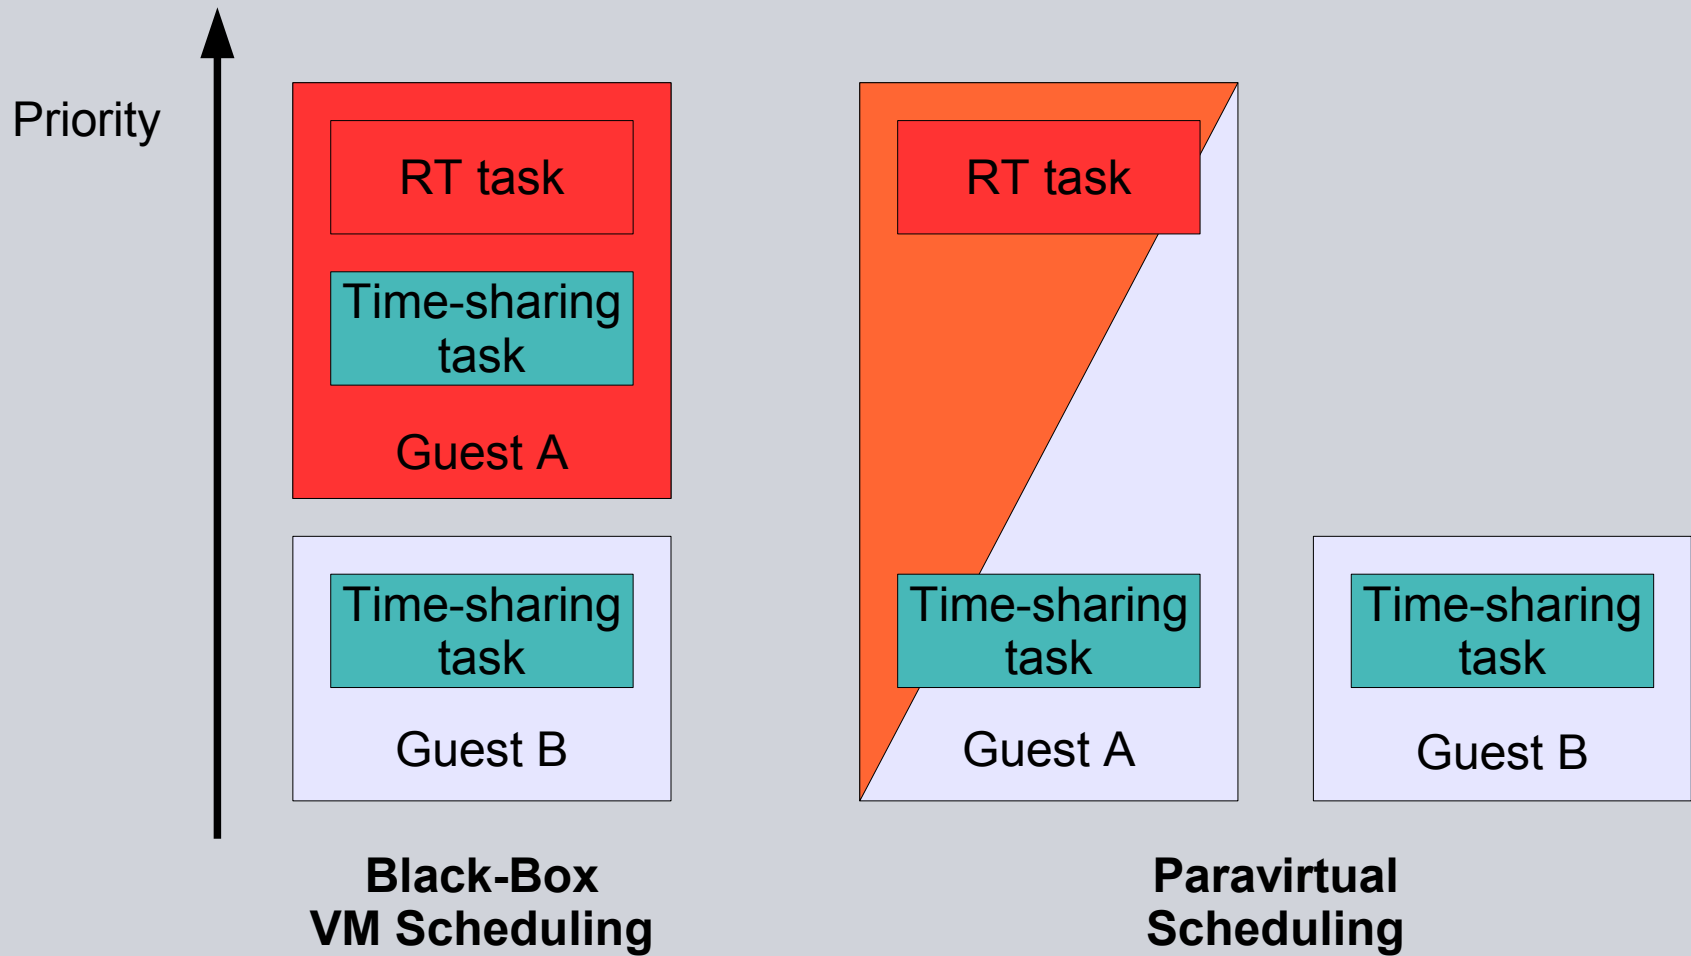 Priority
RT task
Time-sharing
task
Guest A
Time-sharing
task
Guest B
Black-Box
VM Scheduling
RT task
Time-sharing
task
Guest A
Time-sharing
task
Guest B
Paravirtual
Scheduling